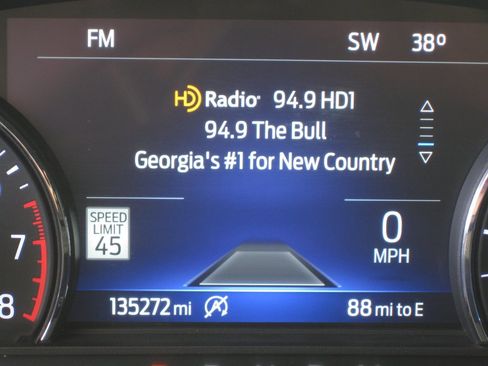 FM SW 38°
HD Radio 94.9 HD1
94.9 The Bull
Georgia's #1 for New Country
SPEED
LIMIT
45
0
MPH
7
8
135272 mi A 88 mi to E